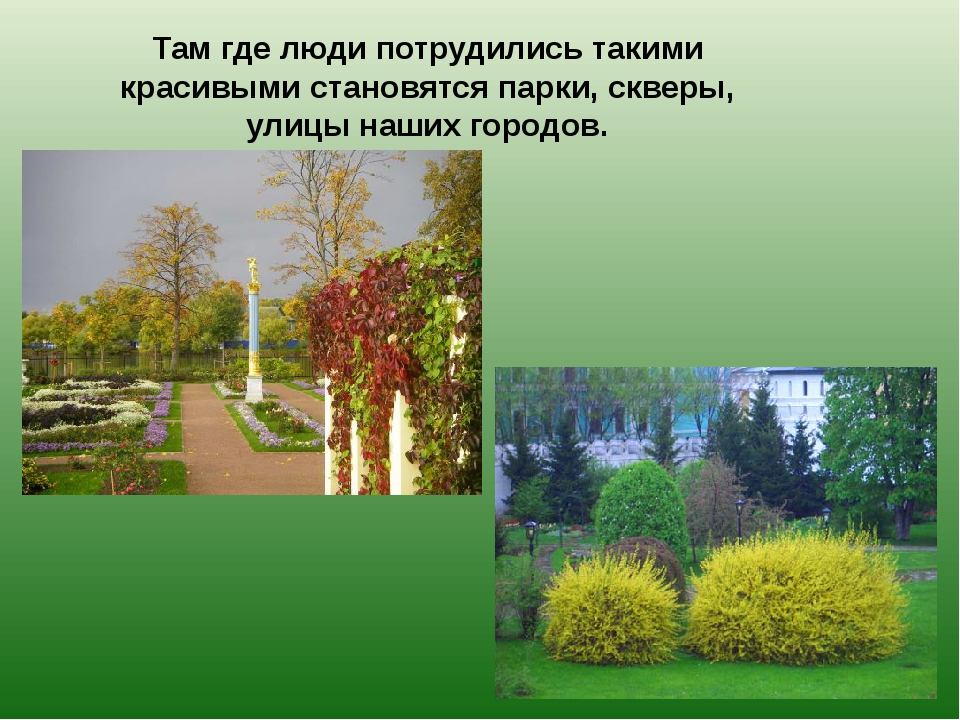 Там где люди потрудились такими
красивыми становятся парки, скверы,
улицы наших городов.